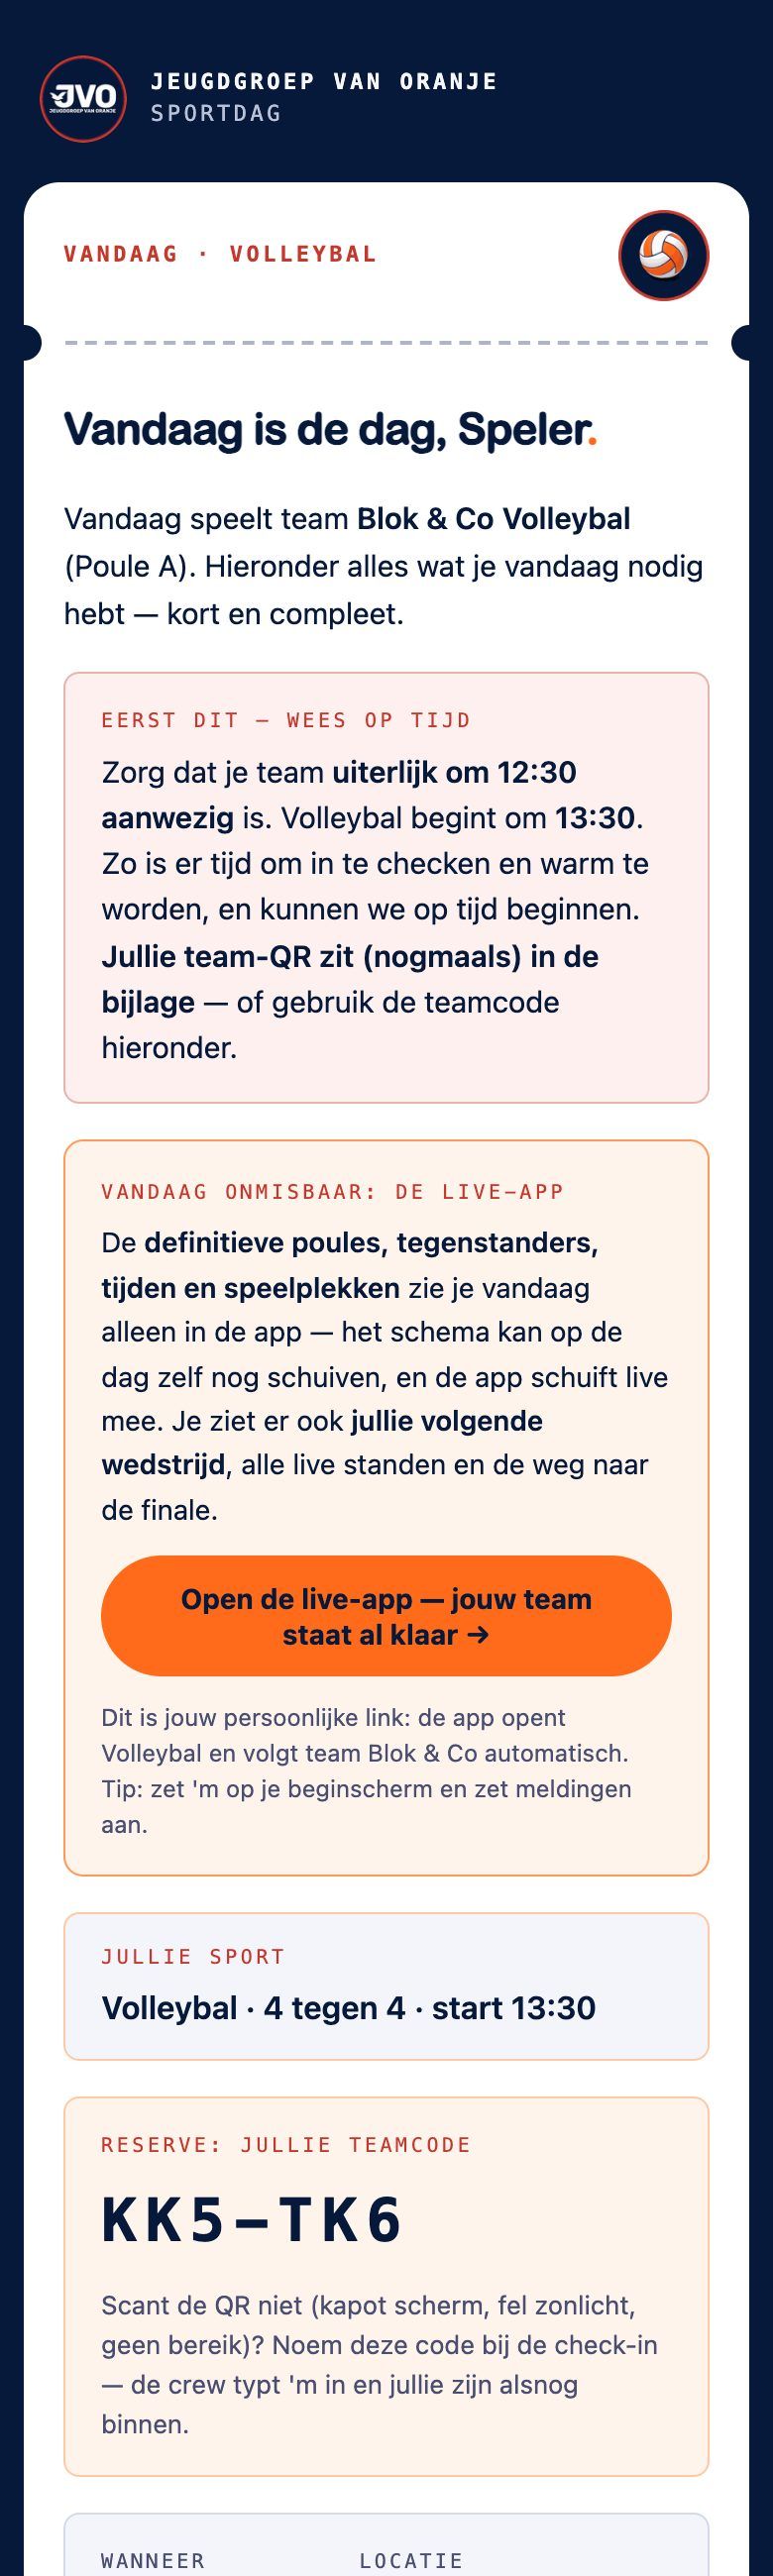 JVO
JEUGDGROEP VAN ORANJE
JEUGDGROEP VAN ORANJE
SPORTDAG
VANDAAG · VOLLEYBAL
Vandaag is de dag, Speler.
Vandaag speelt team Blok & Co Volleybal
(Poule A). Hieronder alles wat je vandaag nodig
hebt — kort en compleet.
EERST DIT — WEES OP TIJD
Zorg dat je team uiterlijk om 12:30
aanwezig is. Volleybal begint om 13:30.
Zo is er tijd om in te checken en warm te
worden, en kunnen we op tijd beginnen.
Jullie team-QR zit (nogmaals) in de
bijlage — of gebruik de teamcode
hieronder.
VANDAAG ONMISBAAR: DE LIVE-APP
De definitieve poules, tegenstanders,
tijden en speelplekken zie je vandaag
alleen in de app — het schema kan op de
dag zelf nog schuiven, en de app schuift live
mee. Je ziet er ook jullie volgende
wedstrijd, alle live standen en de weg naar
de finale.
Open de live-app — jouw team
staat al klaar →
Dit is jouw persoonlijke link: de app opent
Volleybal en volgt team Blok & Co automatisch.
Tip: zet 'm op je beginscherm en zet meldingen
aan.
JULLIE SPORT
Volleybal · 4 tegen 4 · start 13:30
RESERVE: JULLIE TEAMCODE
KK5-TK6
Scant de QR niet (kapot scherm, fel zonlicht,
geen bereik)? Noem deze code bij de check-in
— de crew typt 'm in en jullie zijn alsnog
binnen.
WANNEER LOCATIE